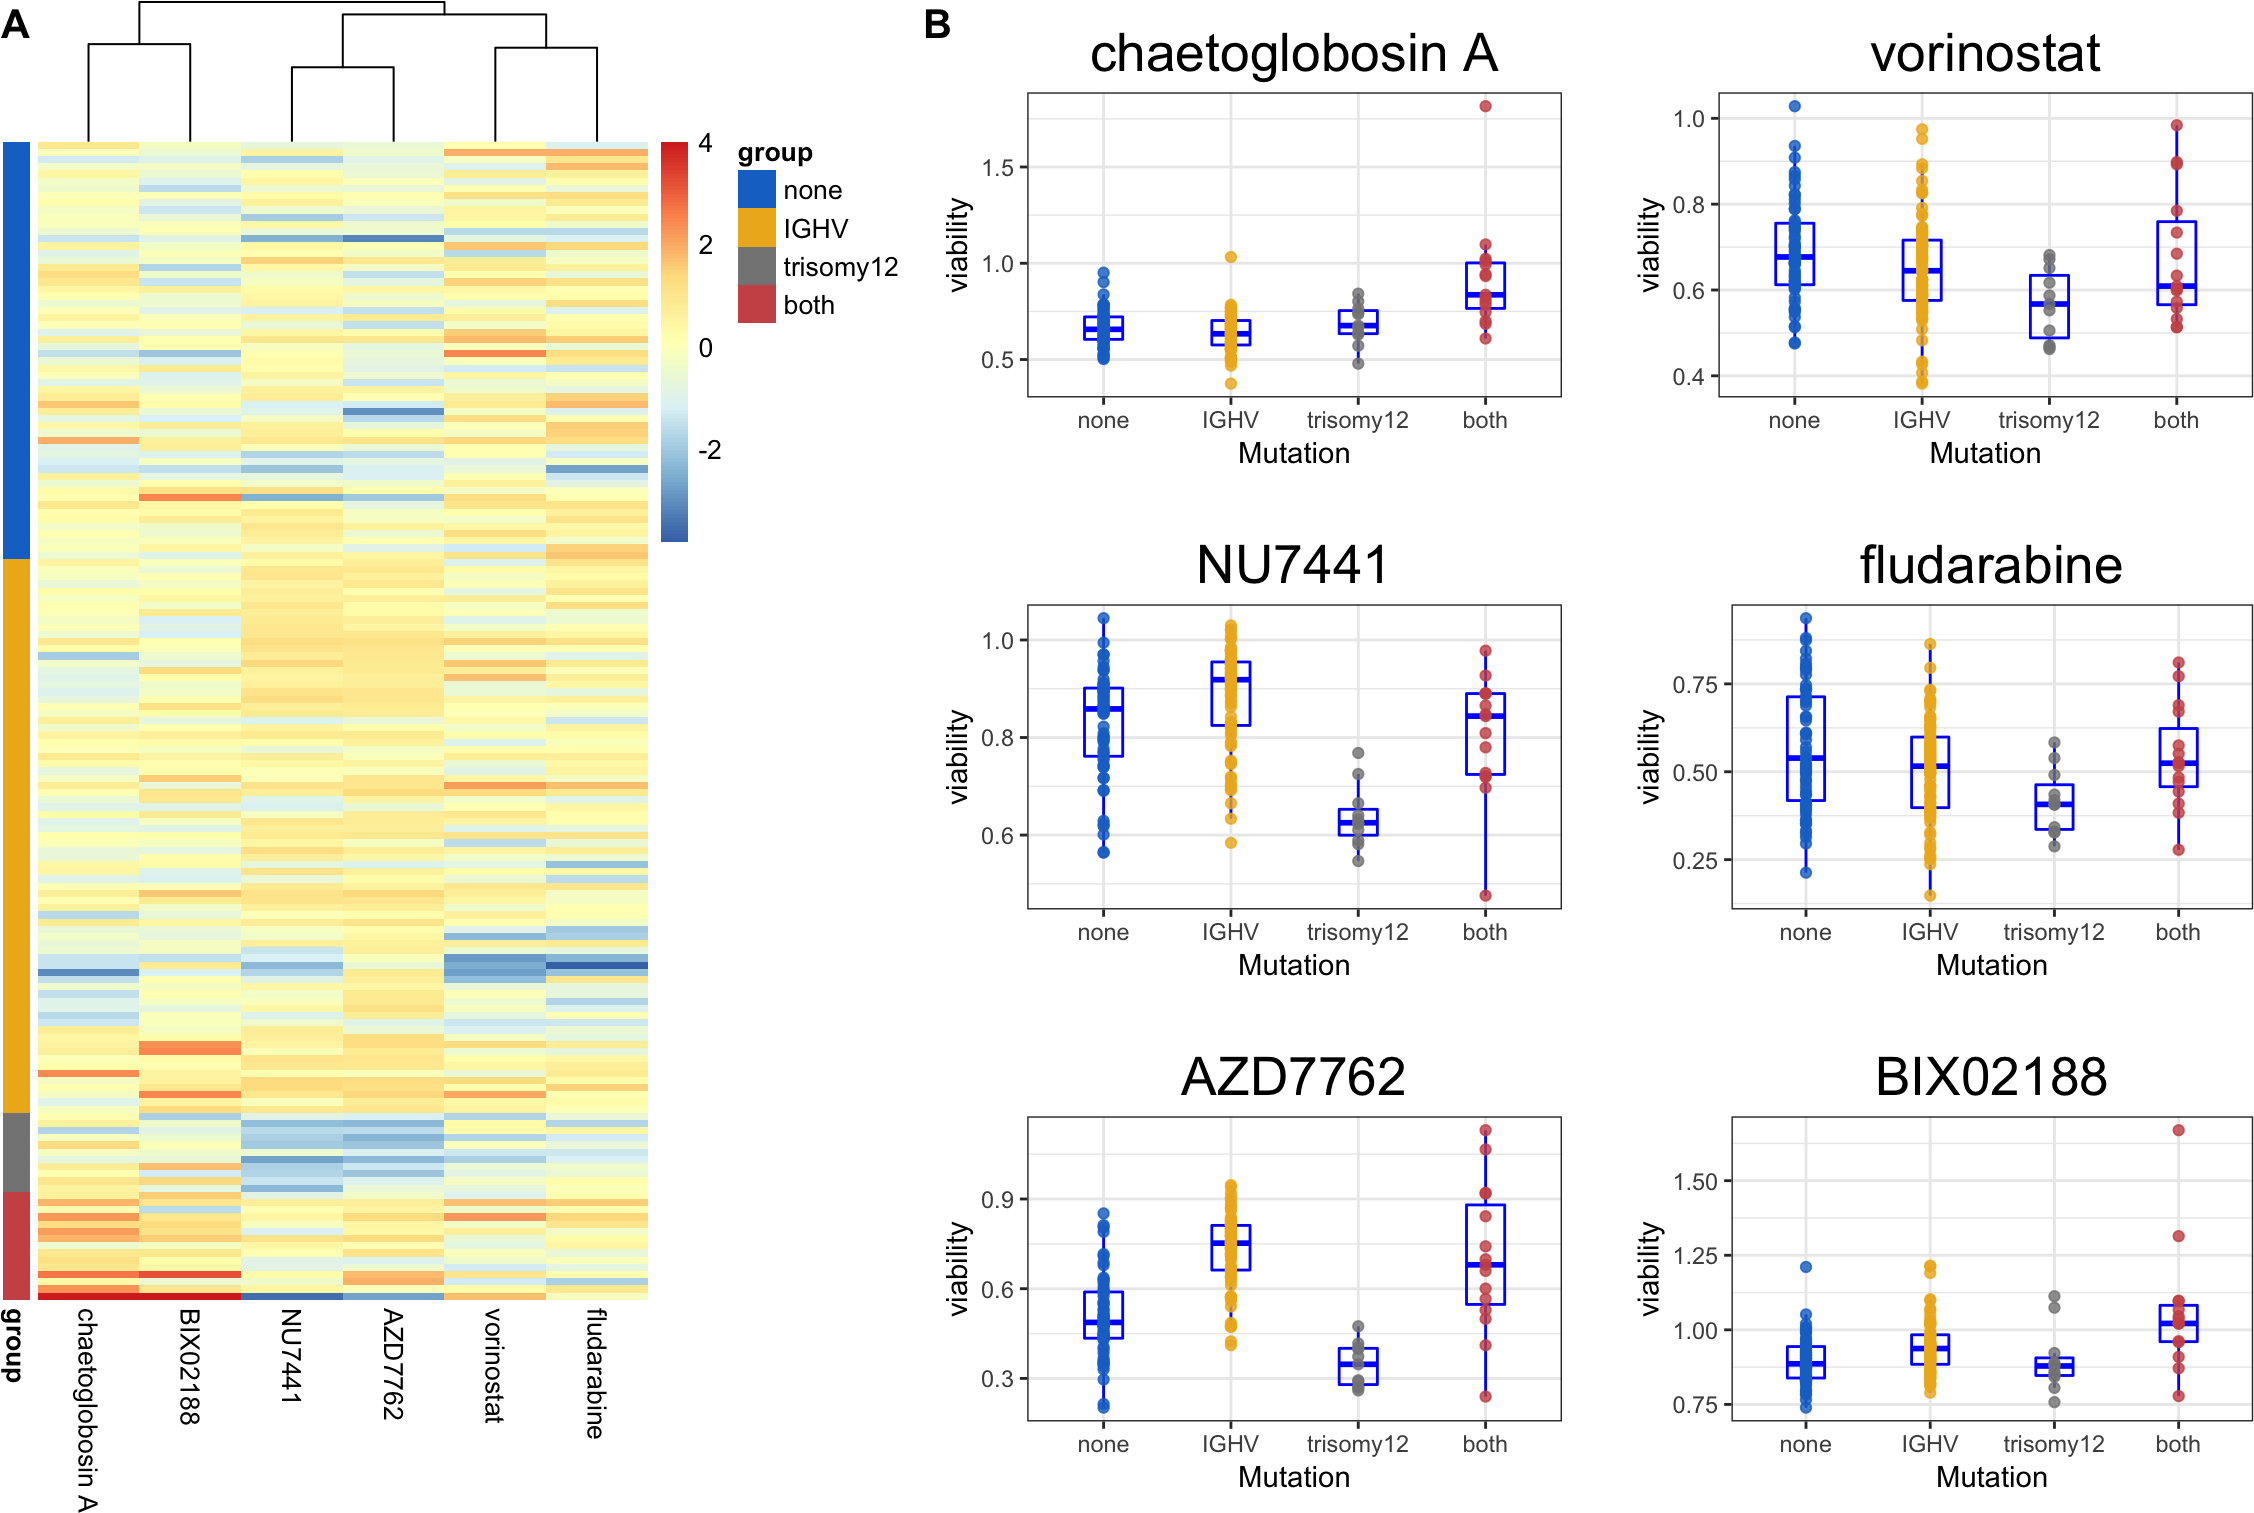 A
4
2
0
-2
group
none
IGHV
trisomy12
both
group
chaetoglobosin A
BIX02188
NU7441
AZD7762
vorinostat
fludarabine
B
chaetoglobosin A
viability
1.5
1.0
0.5
none IGHV trisomy12 both
Mutation
vorinostat
viability
1.0
0.8
0.6
0.4
none IGHV trisomy12 both
Mutation
NU7441
viability
1.0
0.8
0.6
none IGHV trisomy12 both
Mutation
fludarabine
viability
0.75
0.50
0.25
none IGHV trisomy12 both
Mutation
AZD7762
viability
0.9
0.6
0.3
none IGHV trisomy12 both
Mutation
BIX02188
viability
1.50
1.25
1.00
0.75
none IGHV trisomy12 both
Mutation